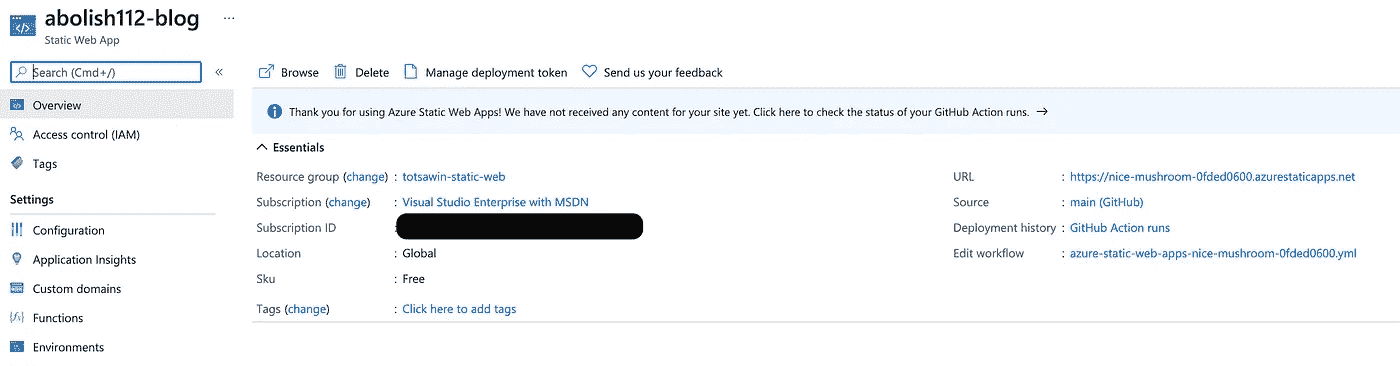 abolish112-blog ...
Static Web App
Search (Cmd+/)
«
Overview
Access control (IAM)
Tags
Settings
Configuration
Application Insights
Custom domains
Functions
Environments
Browse Delete Manage deployment token Send us your feedback
Thank you for using Azure Static Web Apps! We have not received any content for your site yet. Click here to check the status of your GitHub Action runs. →
Essentials
Resource group (change) : totsawin-static-web
Subscription (change) : Visual Studio Enterprise with MSDN
Subscription ID :
Location : Global
Sku : Free
Tags (change) : Click here to add tags
URL : https://nice-mushroom-0fded0600.azurestaticapps.net
Source : main (GitHub)
Deployment history : GitHub Action runs
Edit workflow : azure-static-web-apps-nice-mushroom-0fded0600.yml